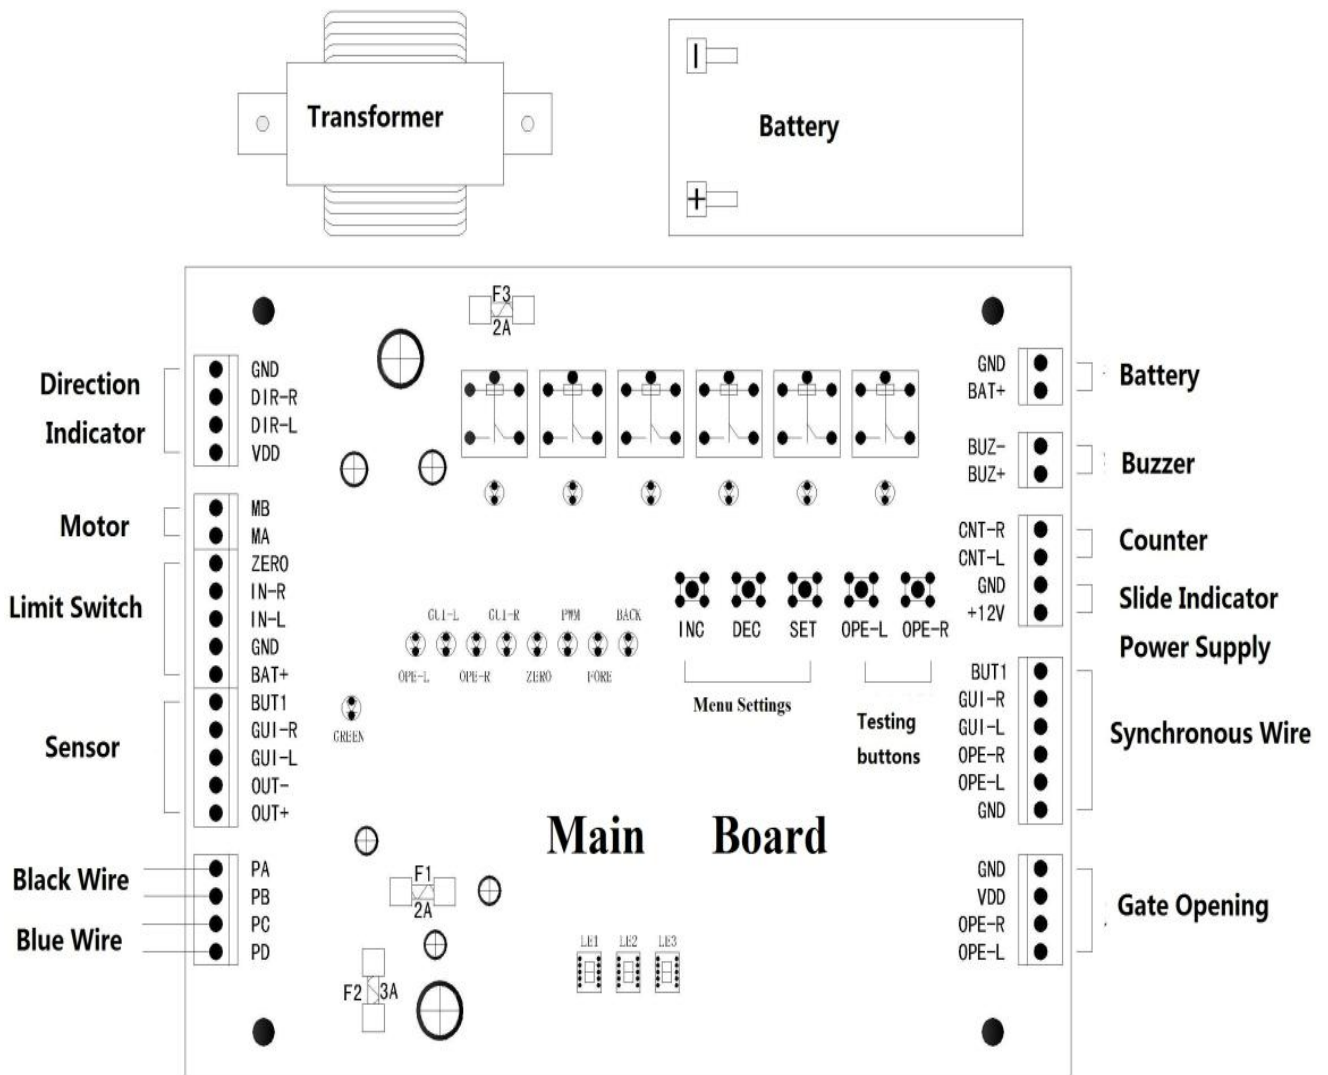 Transformer
Battery
F3
2A
Direction
Indicator
GND
DIR-R
DIR-L
VDD
Motor
MB
MA
Limit Switch
ZERO
IN-R
IN-L
GND
BAT+
Sensor
BUT1
GUI-R
GUI-L
OUT-
OUT+
Black Wire
Blue Wire
PA
PB
PC
PD
GUI-L GUI-R PWM BACK
OPE-L OPE-R ZERO FORE
GREEN
INC DEC SET OPE-L OPE-R
Menu Settings
Testing
buttons
Main Board
F1
2A
F2 3A
LE1 LE2 LE3
GND
BAT+
Battery
BUZ-
BUZ+
Buzzer
CNT-R
CNT-L
Counter
GND
+12V
Slide Indicator
Power Supply
BUT1
GUI-R
GUI-L
OPE-R
OPE-L
GND
Synchronous Wire
GND
VDD
OPE-R
OPE-L
Gate Opening